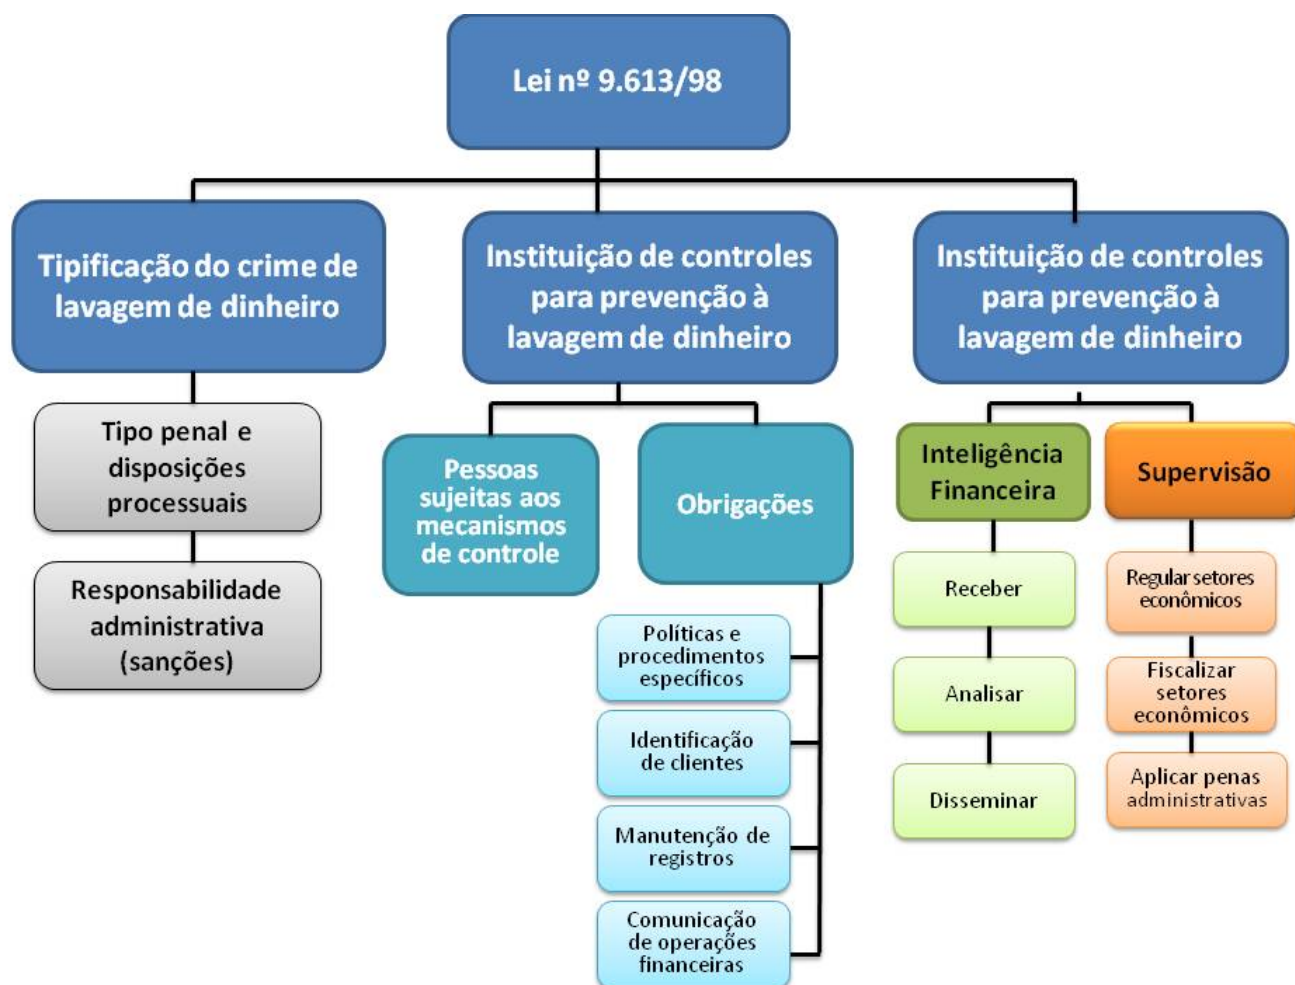 Lei nº 9.613/98
Tipificação do crime de
lavagem de dinheiro
Tipo penal e
disposições
processuais
Responsabilidade
administrativa
(sanções)
Instituição de controles
para prevenção à
lavagem de dinheiro
Pessoas
sujeitas aos
mecanismos
de controle
Obrigações
Políticas e
procedimentos
específicos
Identificação
de clientes
Manutenção de
registros
Comunicação
de operações
financeiras
Instituição de controles
para prevenção à
lavagem de dinheiro
Inteligência
Financeira
Receber
Analisar
Disseminar
Supervisão
Regular setores
econômicos
Fiscalizar
setores
econômicos
Aplicar penas
administrativas